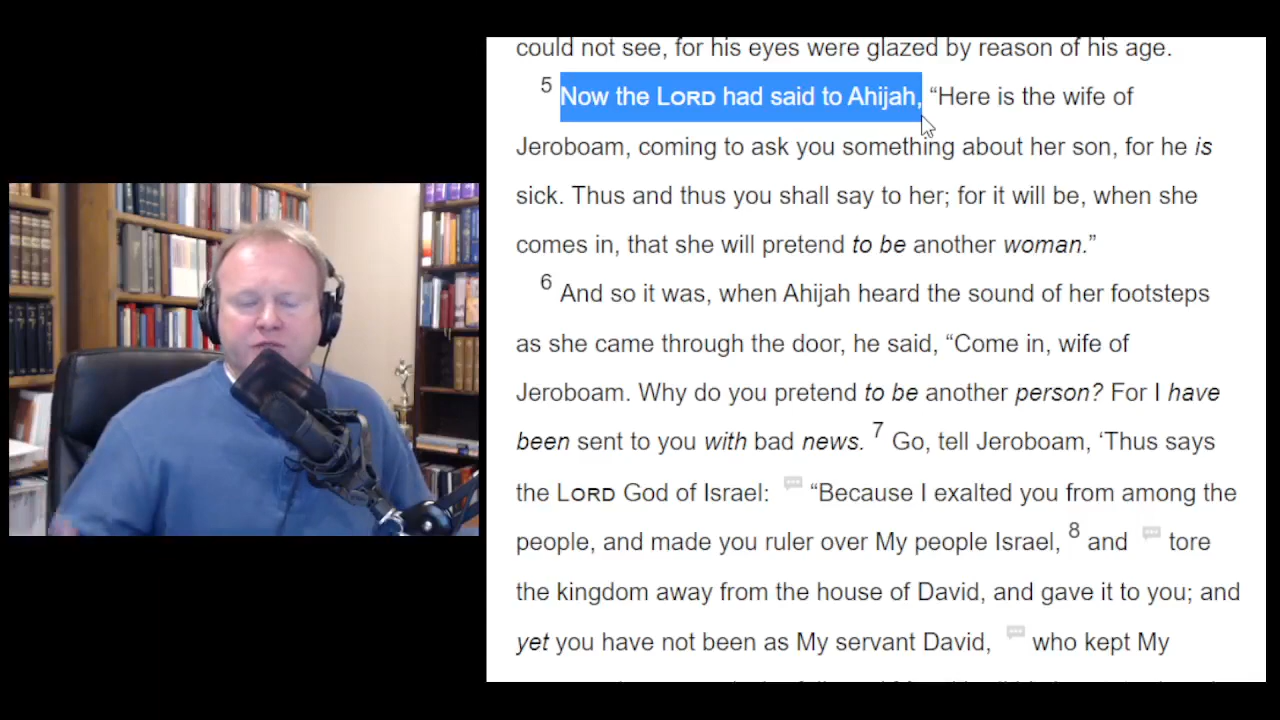 could not see, for his eyes were glazed by reason of his age.
5 Now the LORD had said to Ahijah, “Here is the wife of
Jeroboam, coming to ask you something about her son, for he is
sick. Thus and thus you shall say to her; for it will be, when she
comes in, that she will pretend to be another woman.”
6 And so it was, when Ahijah heard the sound of her footsteps
as she came through the door, he said, “Come in, wife of
Jeroboam. Why do you pretend to be another person? For I have
been sent to you with bad news. 7 Go, tell Jeroboam, ‘Thus says
the LORD God of Israel: “Because I exalted you from among the
people, and made you ruler over My people Israel, 8 and tore
the kingdom away from the house of David, and gave it to you; and
yet you have not been as My servant David, who kept My